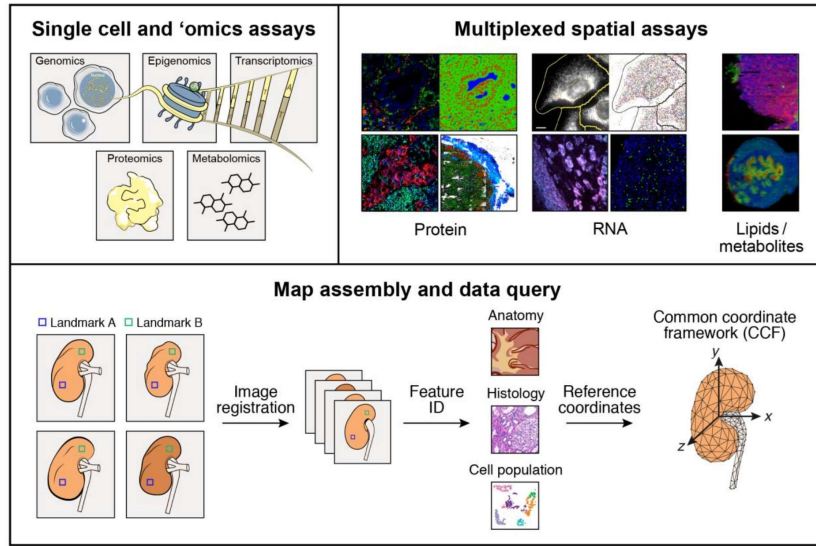 Single cell and ‘omics assays
Genomics
Epigenomics
Transcriptomics
Proteomics
Metabolomics
Multiplexed spatial assays
Protein
RNA
Lipids /
metabolites
Map assembly and data query
Landmark A
Landmark B
Image
registration
Feature
ID
Anatomy
Histology
Cell population
Reference
coordinates
Common coordinate
framework (CCF)
y
x
z